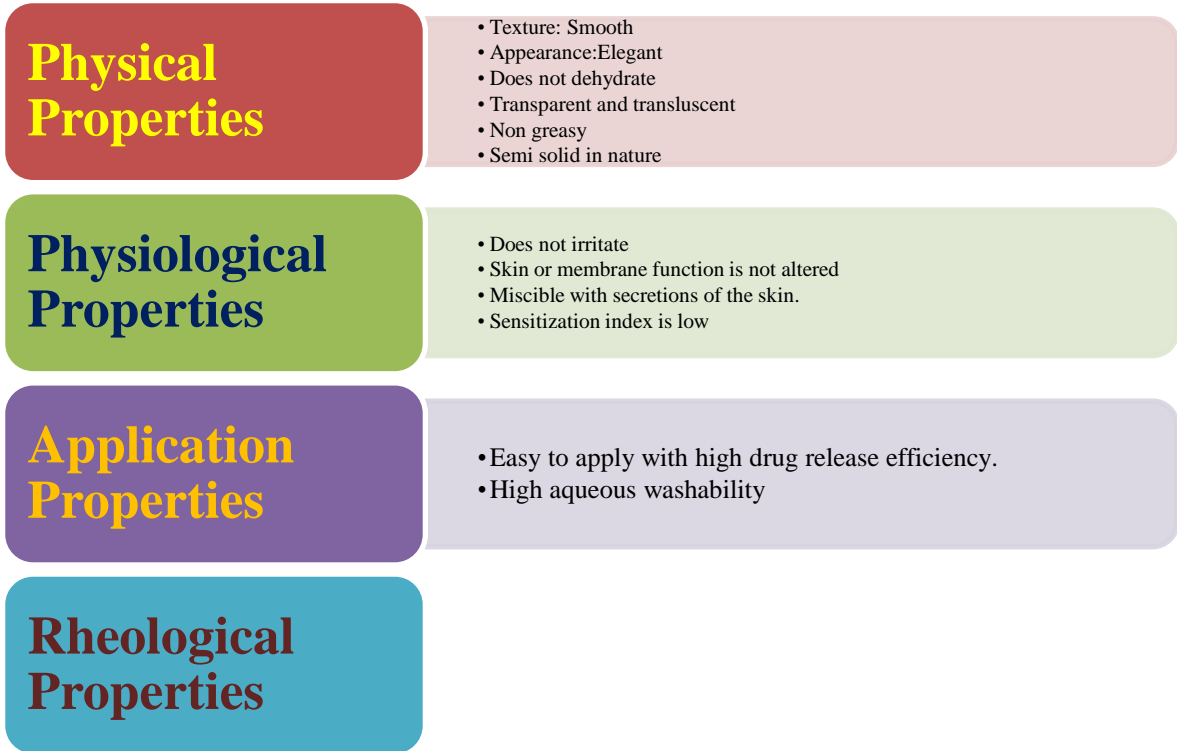 Physical
Properties
• Texture: Smooth
• Appearance:Elegant
• Does not dehydrate
• Transparent and transluscent
• Non greasy
• Semi solid in nature
Physiological
Properties
• Does not irritate
• Skin or membrane function is not altered
• Miscible with secretions of the skin.
• Sensitization index is low
Application
Properties
•Easy to apply with high drug release efficiency.
•High aqueous washability
Rheological
Properties